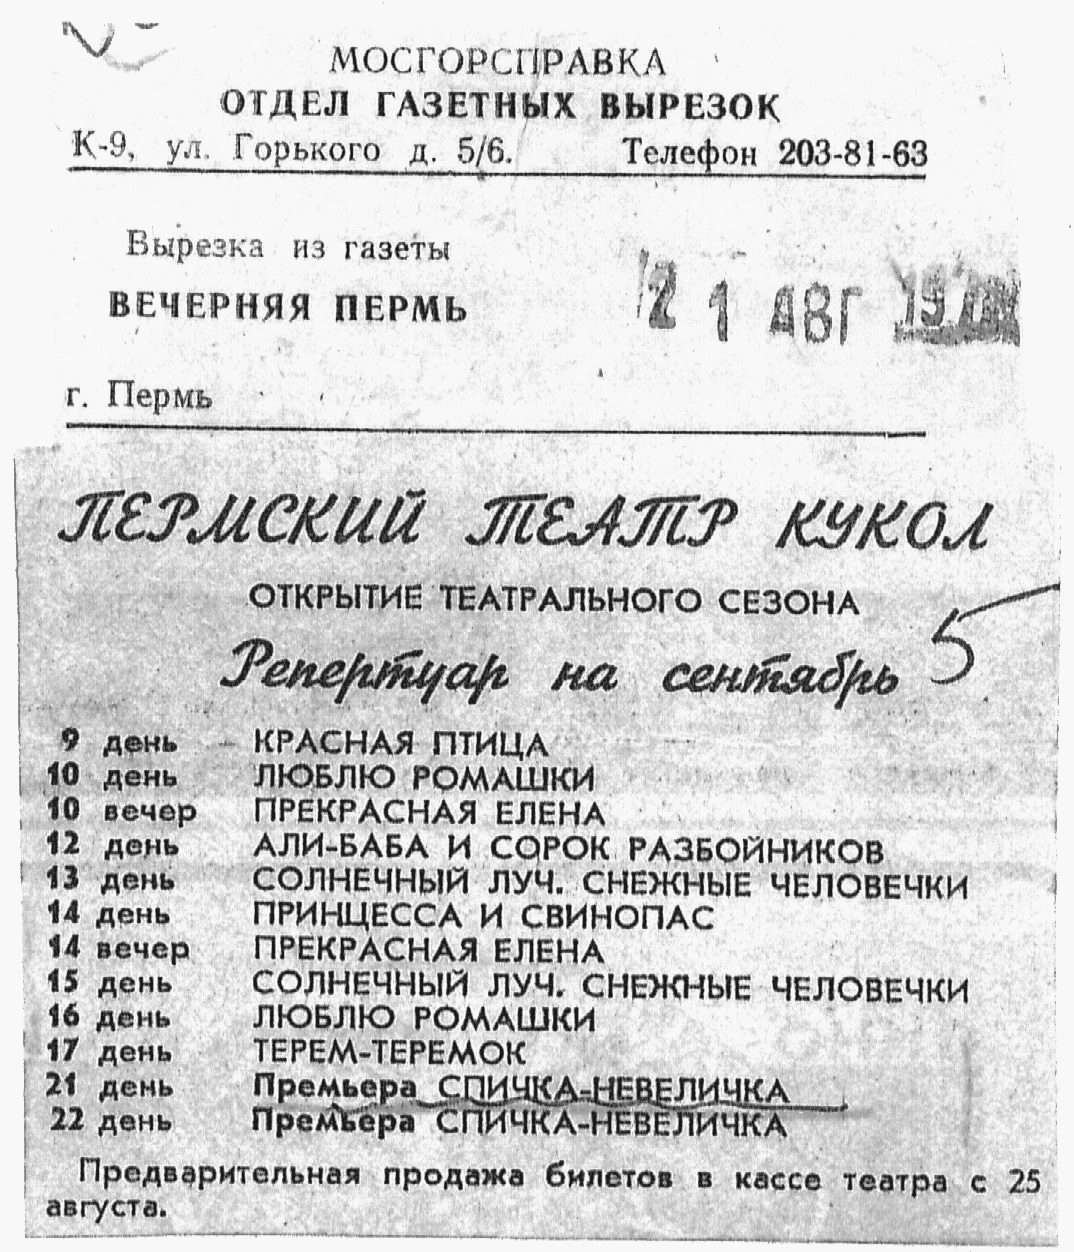 МОСГОРСПРАВКА
ОТДЕЛ ГАЗЕТНЫХ ВЫРЕЗОК
К-9, ул. Горького д. 5/6. Телефон 203-81-63
Вырезка из газеты
ВЕЧЕРНЯЯ ПЕРМЬ
21 АВГ
г. Пермь
ПЕРМСКИЙ ТЕАТР КУКОЛ
ОТКРЫТИЕ ТЕАТРАЛЬНОГО СЕЗОНА
5
Репертуар на сентябрь
9 день — КРАСНАЯ ПТИЦА
10 день ЛЮБЛЮ РОМАШКИ
10 вечер ПРЕКРАСНАЯ ЕЛЕНА
12 день АЛИ-БАБА И СОРОК РАЗБОЙНИКОВ
13 день СОЛНЕЧНЫЙ ЛУЧ. СНЕЖНЫЕ ЧЕЛОВЕЧКИ
14 день ПРИНЦЕССА И СВИНОПАС
14 вечер ПРЕКРАСНАЯ ЕЛЕНА
15 день СОЛНЕЧНЫЙ ЛУЧ. СНЕЖНЫЕ ЧЕЛОВЕЧКИ
16 день ЛЮБЛЮ РОМАШКИ
17 день ТЕРЕМ-ТЕРЕМОК
21 день Премьера СПИЧКА-НЕВЕЛИЧКА
22 день Премьера СПИЧКА-НЕВЕЛИЧКА
Предварительная продажа билетов в кассе театра с 25
августа.